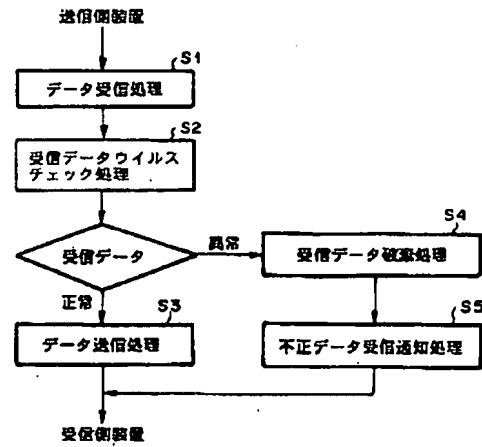 送信側装置
S1
データ受信処理
S2
受信データウイルス
チェック処理
受信データ
異常
正常
S4
受信データ破棄処理
S3
データ送信処理
S5
不正データ受信通知処理
受信側装置